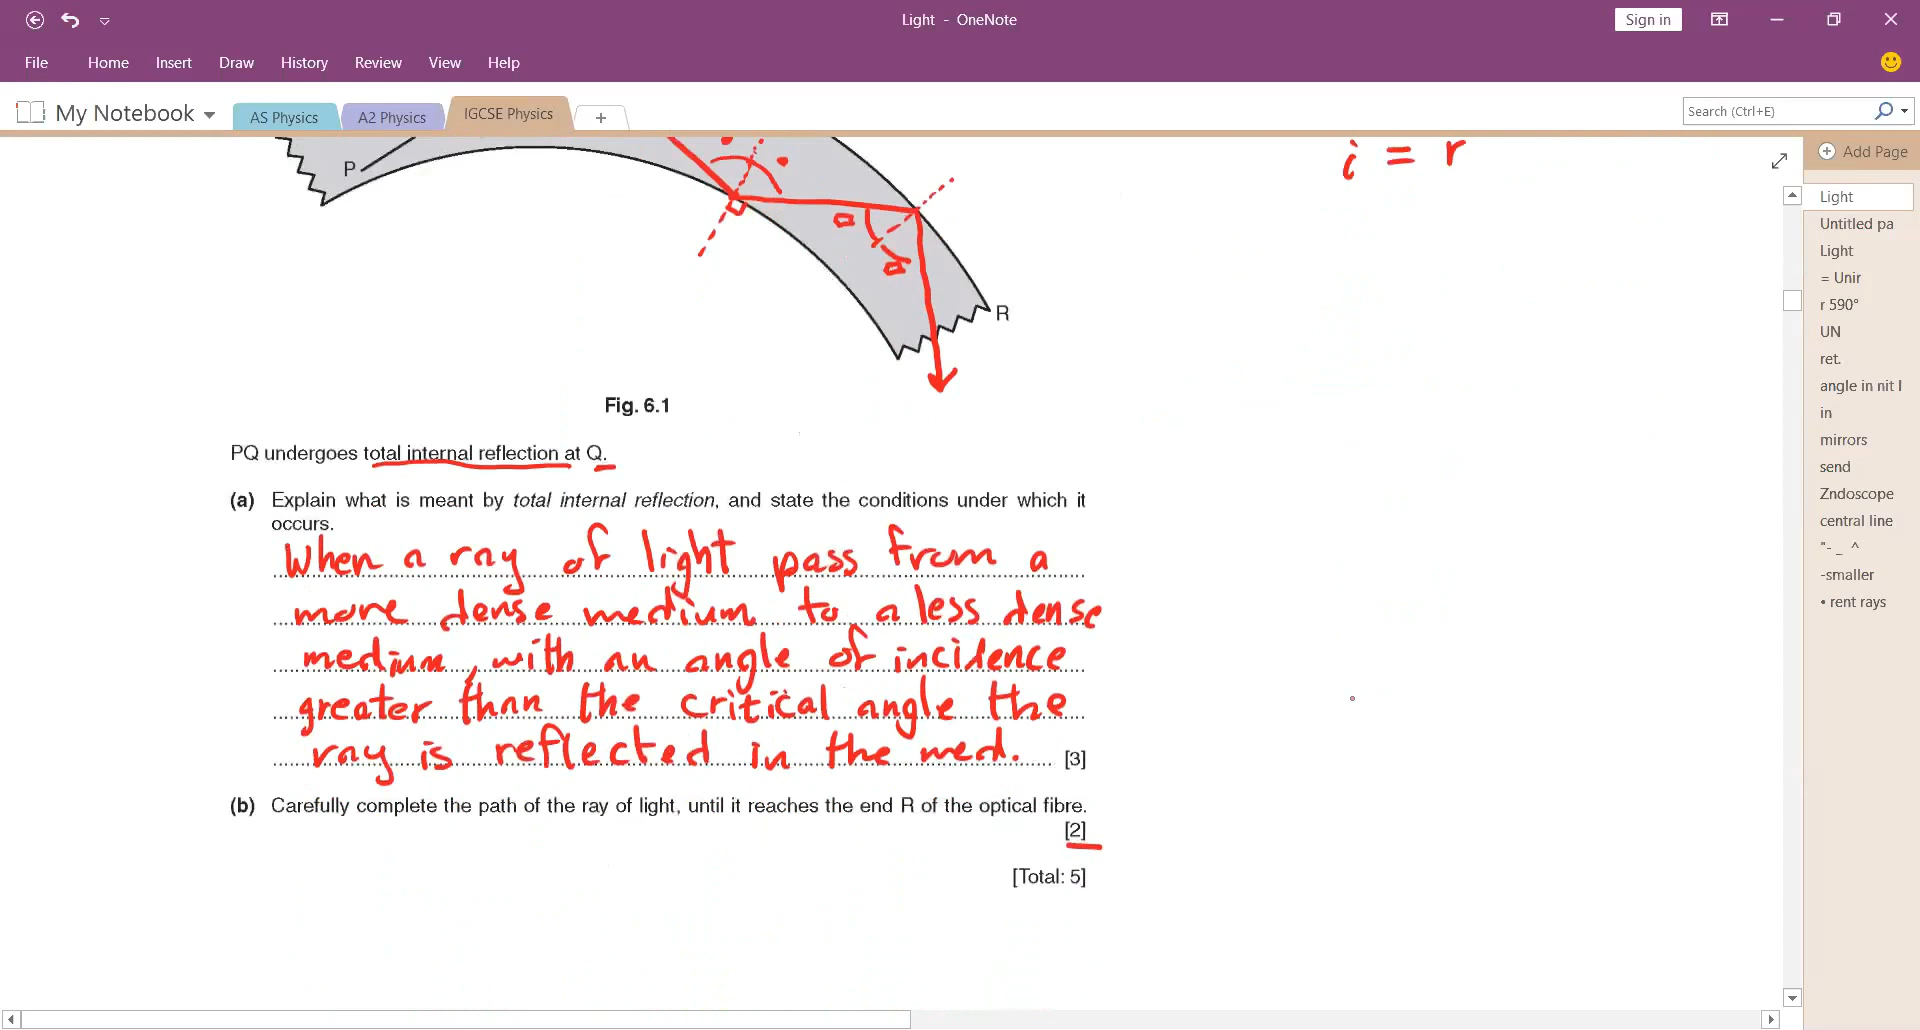 Light - OneNote
Sign in
File Home Insert Draw History Review View Help
My Notebook
AS Physics
A2 Physics
IGCSE Physics
+
Search (Ctrl+E)
Add Page
Light
Untitled pa
Light
= Unir
r 590°
UN
ret.
angle in nit I
in
mirrors
send
Zndoscope
central line
"- _ ^
-smaller
• rent rays
i = r
P
R
Fig. 6.1
PQ undergoes total internal reflection at Q.
(a) Explain what is meant by total internal reflection, and state the conditions under which it
occurs.
When a ray of light pass from a
more dense medium to a less dense
medium, with an angle of incidence
greater than the critical angle the
ray is reflected in the med. [3]
(b) Carefully complete the path of the ray of light, until it reaches the end R of the optical fibre.
[2]
[Total: 5]